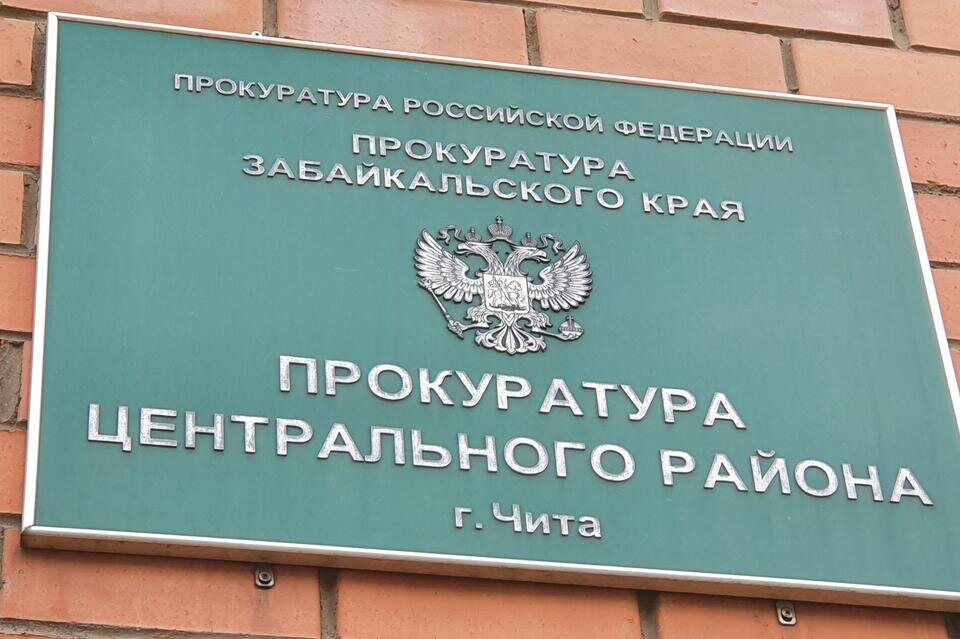 ПРОКУРАТУРА РОССИЙСКОЙ ФЕДЕРАЦИИ
ПРОКУРАТУРА
ЗАБАЙКАЛЬСКОГО КРАЯ
ПРОКУРАТУРА
ЦЕНТРАЛЬНОГО РАЙОНА
г. Чита